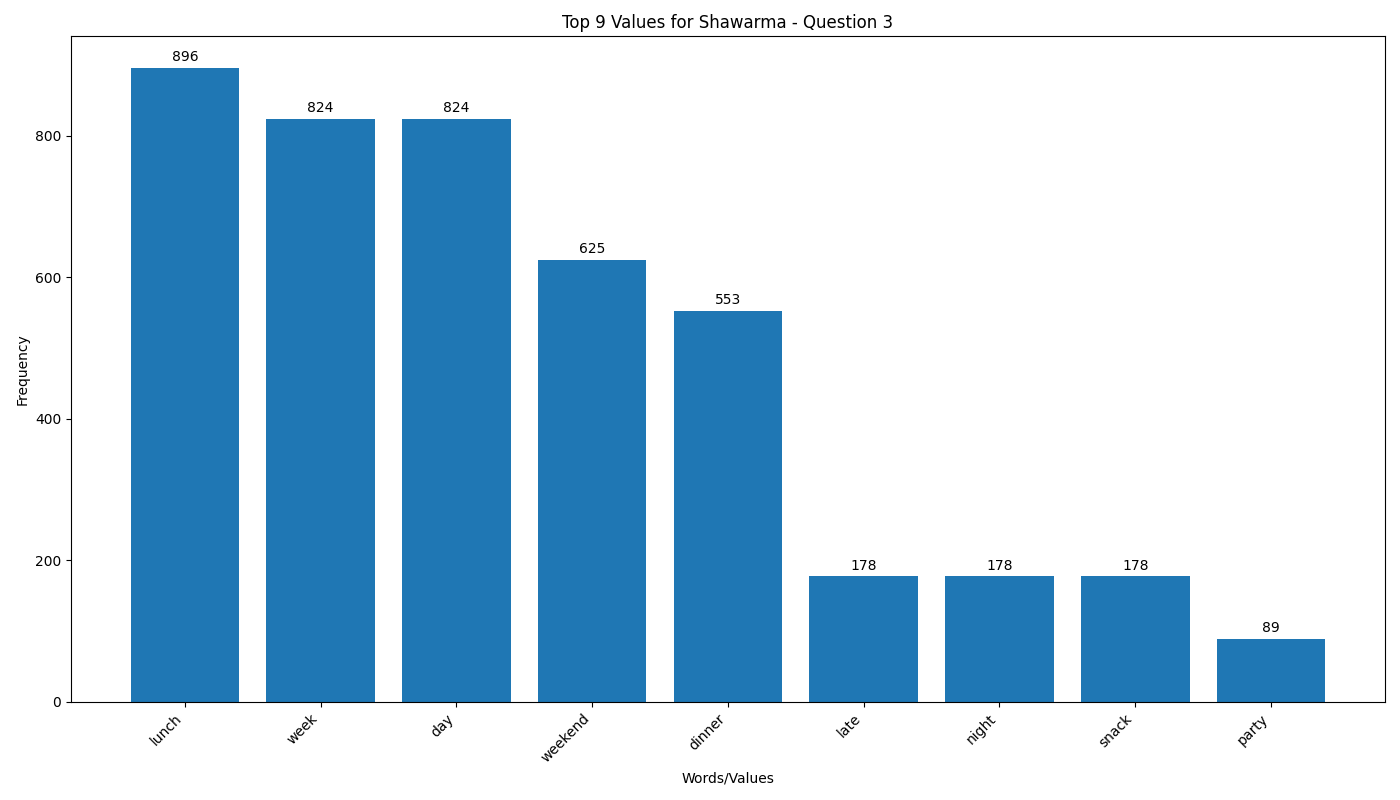 Top 9 Values for Shawarma - Question 3
896
824
824
625
553
178
178
178
89
800
600
400
200
0
Frequency
lunch
week
day
weekend
dinner
late
night
snack
party
Words/Values